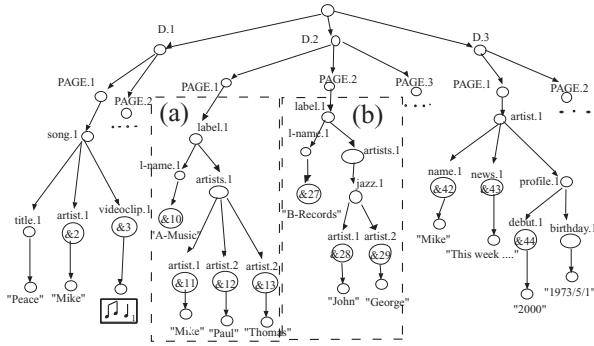 D.1 D.2 D.3
PAGE.1 PAGE.2 PAGE.1 PAGE.2 PAGE.3 PAGE.1 PAGE.2
(a) (b)
song.1 label.1 label.1 artist.1
l-name.1 l-name.1 artists.1
name.1 news.1 profile.1
&42 &43
artists.1 &27 jazz.1
title.1 artist.1 videoclip.1 &10 "B-Records" debut.1 birthday.1
&2 &3 "A-Music" artist.1 artist.2 "Mike" &44
&28 &29 "This week ...."
artist.1 artist.2 artist.2
&11 &12 &13
"Peace" "Mike" "John" "George" "2000" "1973/5/1"
"Mike" "Paul" "Thomas"